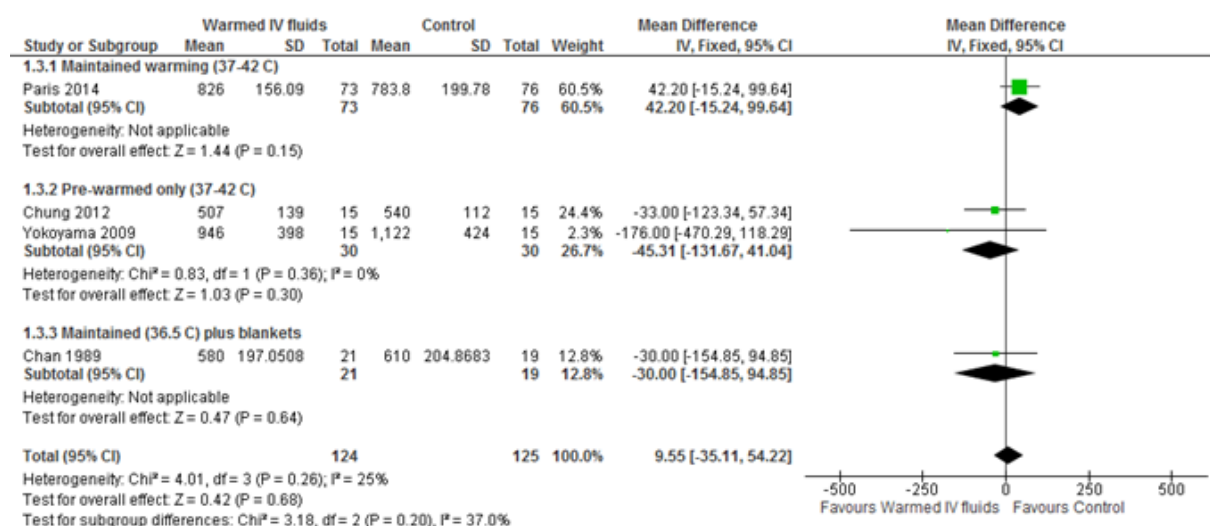 Warmed IV fluids Control Mean Difference Mean Difference
Study or Subgroup Mean SD Total Mean SD Total Weight IV, Fixed, 95% CI IV, Fixed, 95% CI
1.3.1 Maintained warming (37-42 C)
Paris 2014 826 156.09 73 783.8 199.78 76 60.5% 42.20 [-15.24, 99.64]
Subtotal (95% CI) 73 76 60.5% 42.20 [-15.24, 99.64]
Heterogeneity: Not applicable
Test for overall effect: Z = 1.44 (P = 0.15)
1.3.2 Pre-warmed only (37-42 C)
Chung 2012 507 139 15 540 112 15 24.4% -33.00 [-123.34, 57.34]
Yokoyama 2009 946 398 15 1,122 424 15 2.3% -176.00 [-470.29, 118.29]
Subtotal (95% CI) 30 30 26.7% -45.31 [-131.67, 41.04]
Heterogeneity: Chi² = 0.83, df = 1 (P = 0.36); I² = 0%
Test for overall effect: Z = 1.03 (P = 0.30)
1.3.3 Maintained (36.5 C) plus blankets
Chan 1989 580 197.0508 21 610 204.8683 19 12.8% -30.00 [-154.85, 94.85]
Subtotal (95% CI) 21 19 12.8% -30.00 [-154.85, 94.85]
Heterogeneity: Not applicable
Test for overall effect: Z = 0.47 (P = 0.64)
Total (95% CI) 124 125 100.0% 9.55 [-35.11, 54.22]
Heterogeneity: Chi² = 4.01, df = 3 (P = 0.26); I² = 25%
Test for overall effect: Z = 0.42 (P = 0.68)
Test for subgroup differences: Chi² = 3.18, df = 2 (P = 0.20), I² = 37.0%
-500 -250 0 250 500
Favours Warmed IV fluids Favours Control